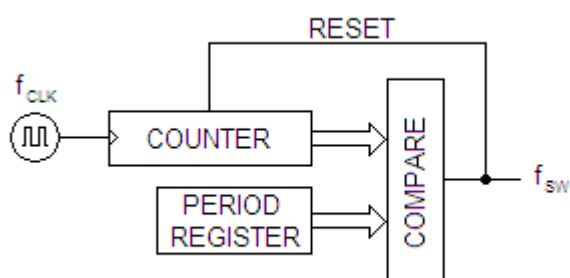 RESET
fCLK
COUNTER
COMPARE
PERIOD
REGISTER
fSW